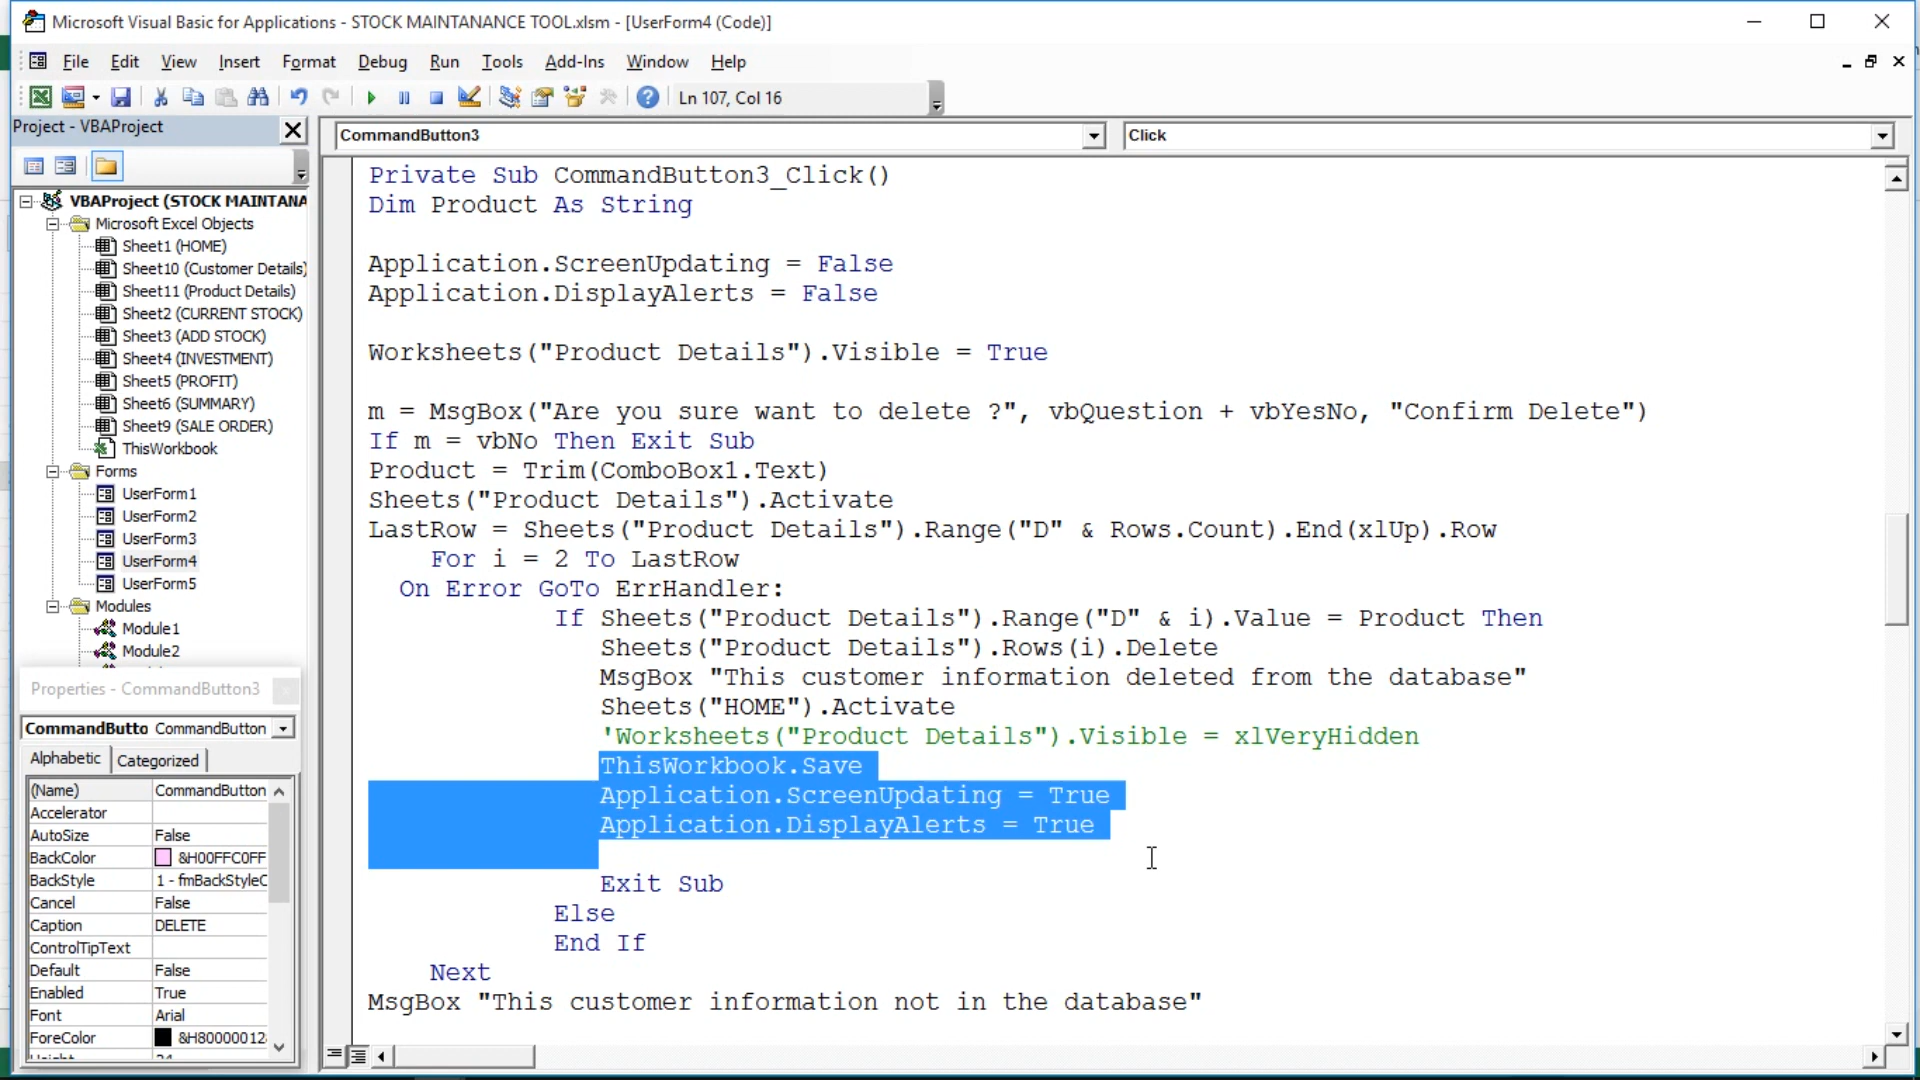 Microsoft Visual Basic for Applications - STOCK MAINTANANCE TOOL.xlsm - [UserForm4 (Code)]
File Edit View Insert Format Debug Run Tools Add-Ins Window Help
Ln 107, Col 16
Project - VBAProject
CommandButton3
Click
VBAProject (STOCK MAINTANA
Microsoft Excel Objects
Sheet1 (HOME)
Sheet10 (Customer Details)
Sheet11 (Product Details)
Sheet2 (CURRENT STOCK)
Sheet3 (ADD STOCK)
Sheet4 (INVESTMENT)
Sheet5 (PROFIT)
Sheet6 (SUMMARY)
Sheet9 (SALE ORDER)
ThisWorkbook
Forms
UserForm1
UserForm2
UserForm3
UserForm4
UserForm5
Modules
Module1
Module2
Properties - CommandButton3
CommandButto CommandButton
Alphabetic Categorized
(Name) CommandButton
Accelerator
AutoSize False
BackColor &H00FFC0FF
BackStyle 1 - fmBackStyleC
Cancel False
Caption DELETE
ControlTipText
Default False
Enabled True
Font Arial
ForeColor &H80000012
Height 24
Private Sub CommandButton3_Click()
Dim Product As String
Application.ScreenUpdating = False
Application.DisplayAlerts = False
Worksheets("Product Details").Visible = True
m = MsgBox("Are you sure want to delete ?", vbQuestion + vbYesNo, "Confirm Delete")
If m = vbNo Then Exit Sub
Product = Trim(ComboBox1.Text)
Sheets("Product Details").Activate
LastRow = Sheets("Product Details").Range("D" & Rows.Count).End(xlUp).Row
For i = 2 To LastRow
On Error GoTo ErrHandler:
If Sheets("Product Details").Range("D" & i).Value = Product Then
Sheets("Product Details").Rows(i).Delete
MsgBox "This customer information deleted from the database"
Sheets("HOME").Activate
'Worksheets("Product Details").Visible = xlVeryHidden
ThisWorkbook.Save
Application.ScreenUpdating = True
Application.DisplayAlerts = True
Exit Sub
Else
End If
Next
MsgBox "This customer information not in the database"